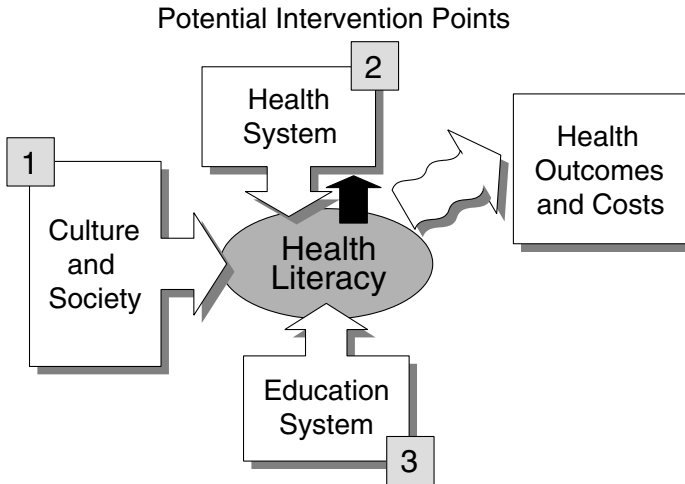 Potential Intervention Points
2
Health
System
1
Culture
and
Society
Health
Literacy
Health
Outcomes
and Costs
Education
System
3